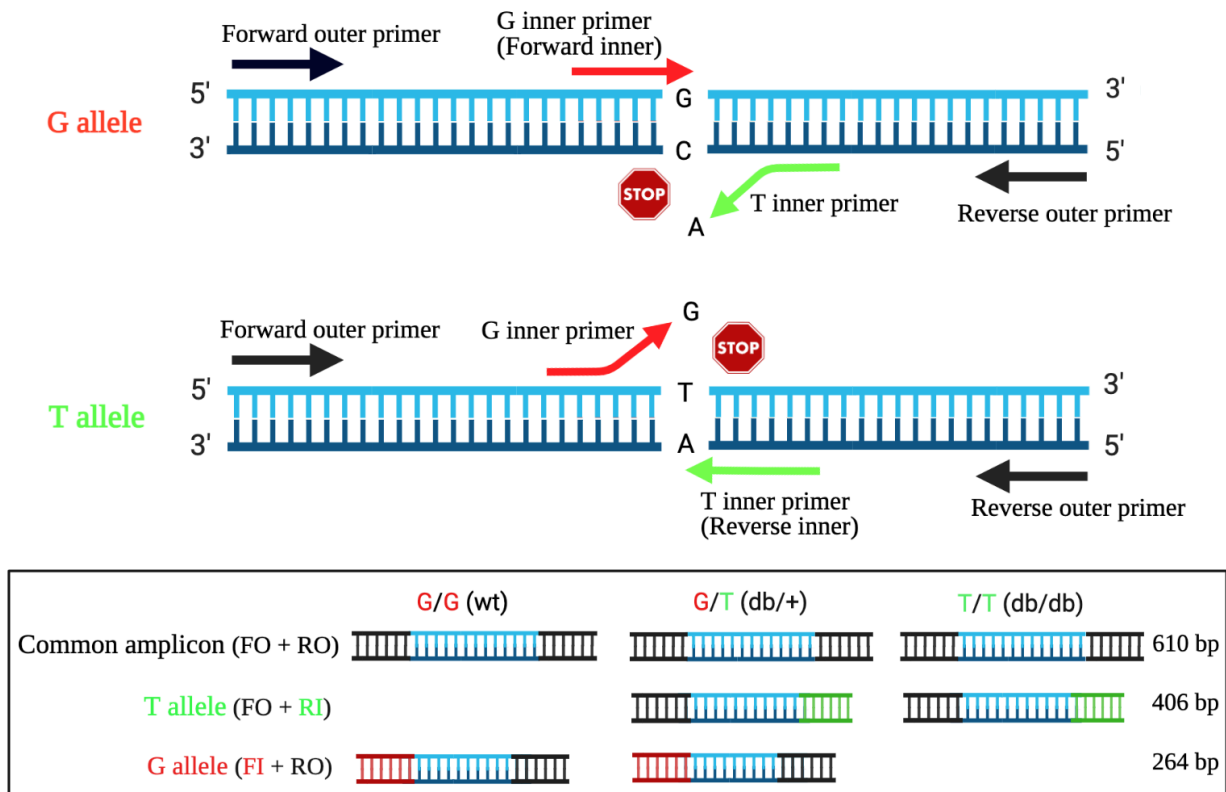 Forward outer primer
G inner primer
(Forward inner)
5'
G
3'
G allele
3'
C
5'
STOP
A
T inner primer
Reverse outer primer
Forward outer primer
G inner primer
G
STOP
5'
T
3'
T allele
3'
A
5'
T inner primer
(Reverse inner)
Reverse outer primer
G/G (wt)
G/T (db/+)
T/T (db/db)
Common amplicon (FO + RO)
610 bp
T allele (FO + RI)
406 bp
G allele (FI + RO)
264 bp